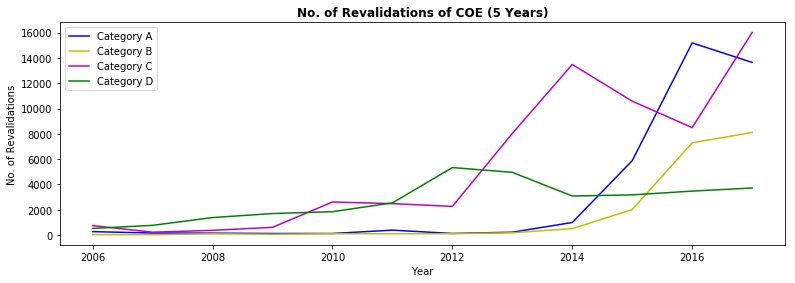 No. of Revalidations of COE (5 Years)
Category A
Category B
Category C
Category D
No. of Revalidations
16000
14000
12000
10000
8000
6000
4000
2000
0
2006
2008
2010
2012
2014
2016
Year